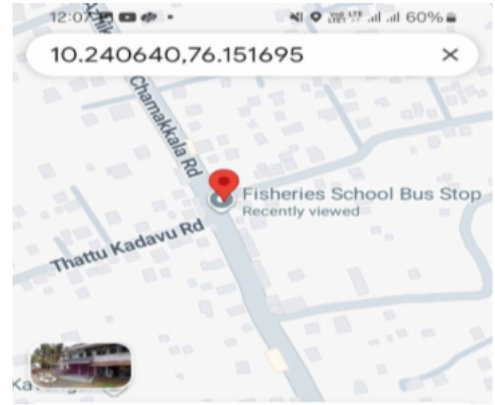 12:07 60%
10.240640,76.151695 ×
Chamakkala Rd
Fisheries School Bus Stop
Recently viewed
Thattu Kadavu Rd